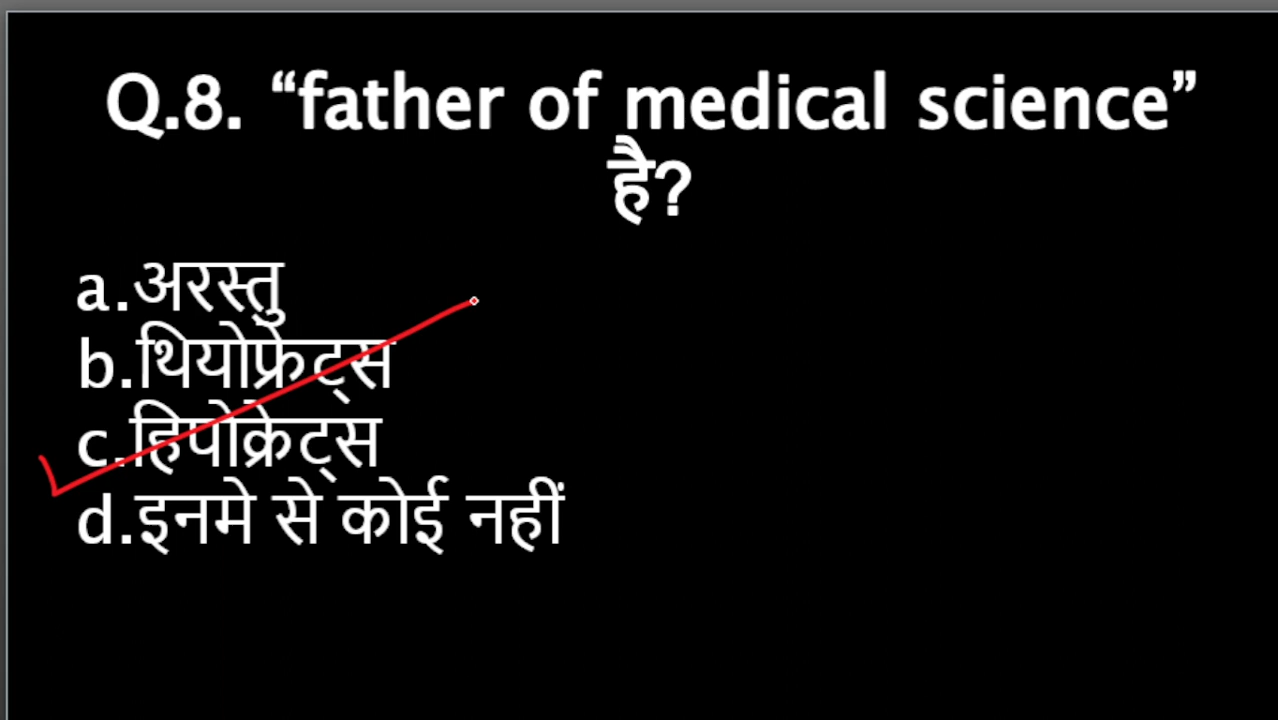 Q.8. “father of medical science”
है?
a.अरस्तु
b.थियोफ्रेट्स
c.हिपोक्रेट्स
d.इनमे से कोई नहीं